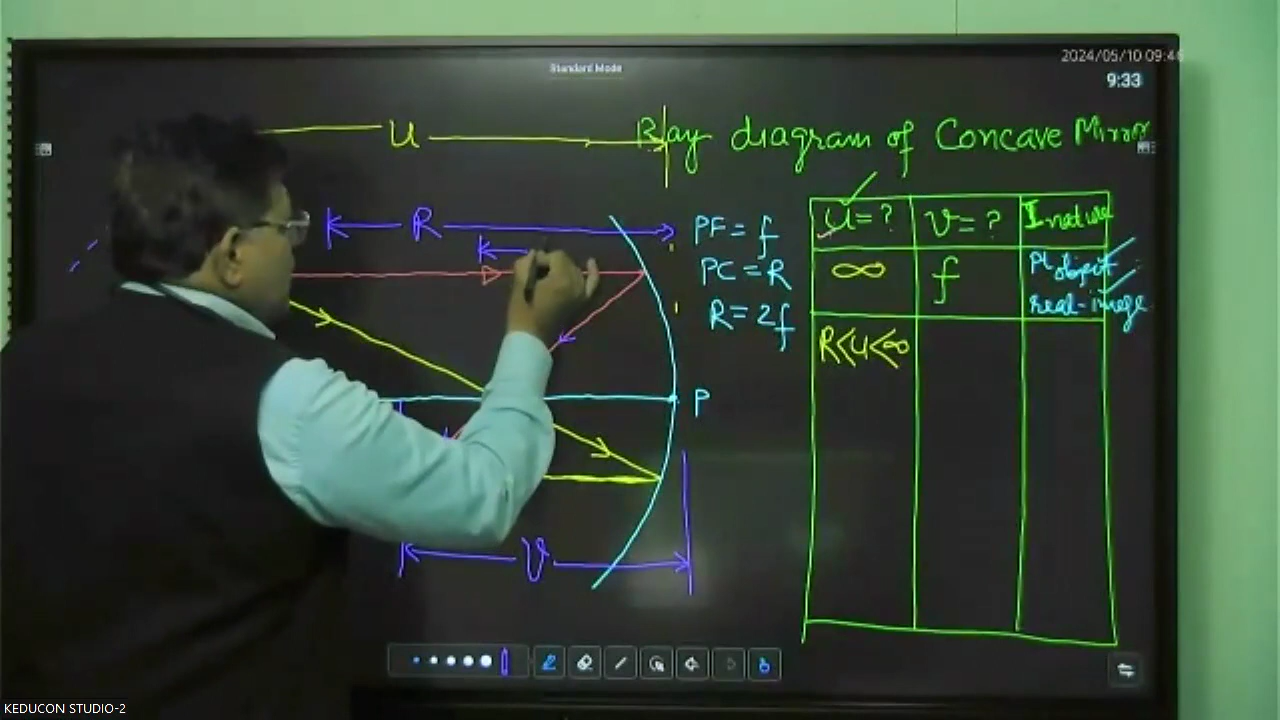 2024/05/10 09:46
Standard Mode
9:33
Ray diagram of Concave Mirror
u
R
PF = f
PC = R
R = 2f
P
v
u = ?
v = ?
I nature
∞
f
Pt object
real-image
R<u<∞
KEDUCON STUDIO-2